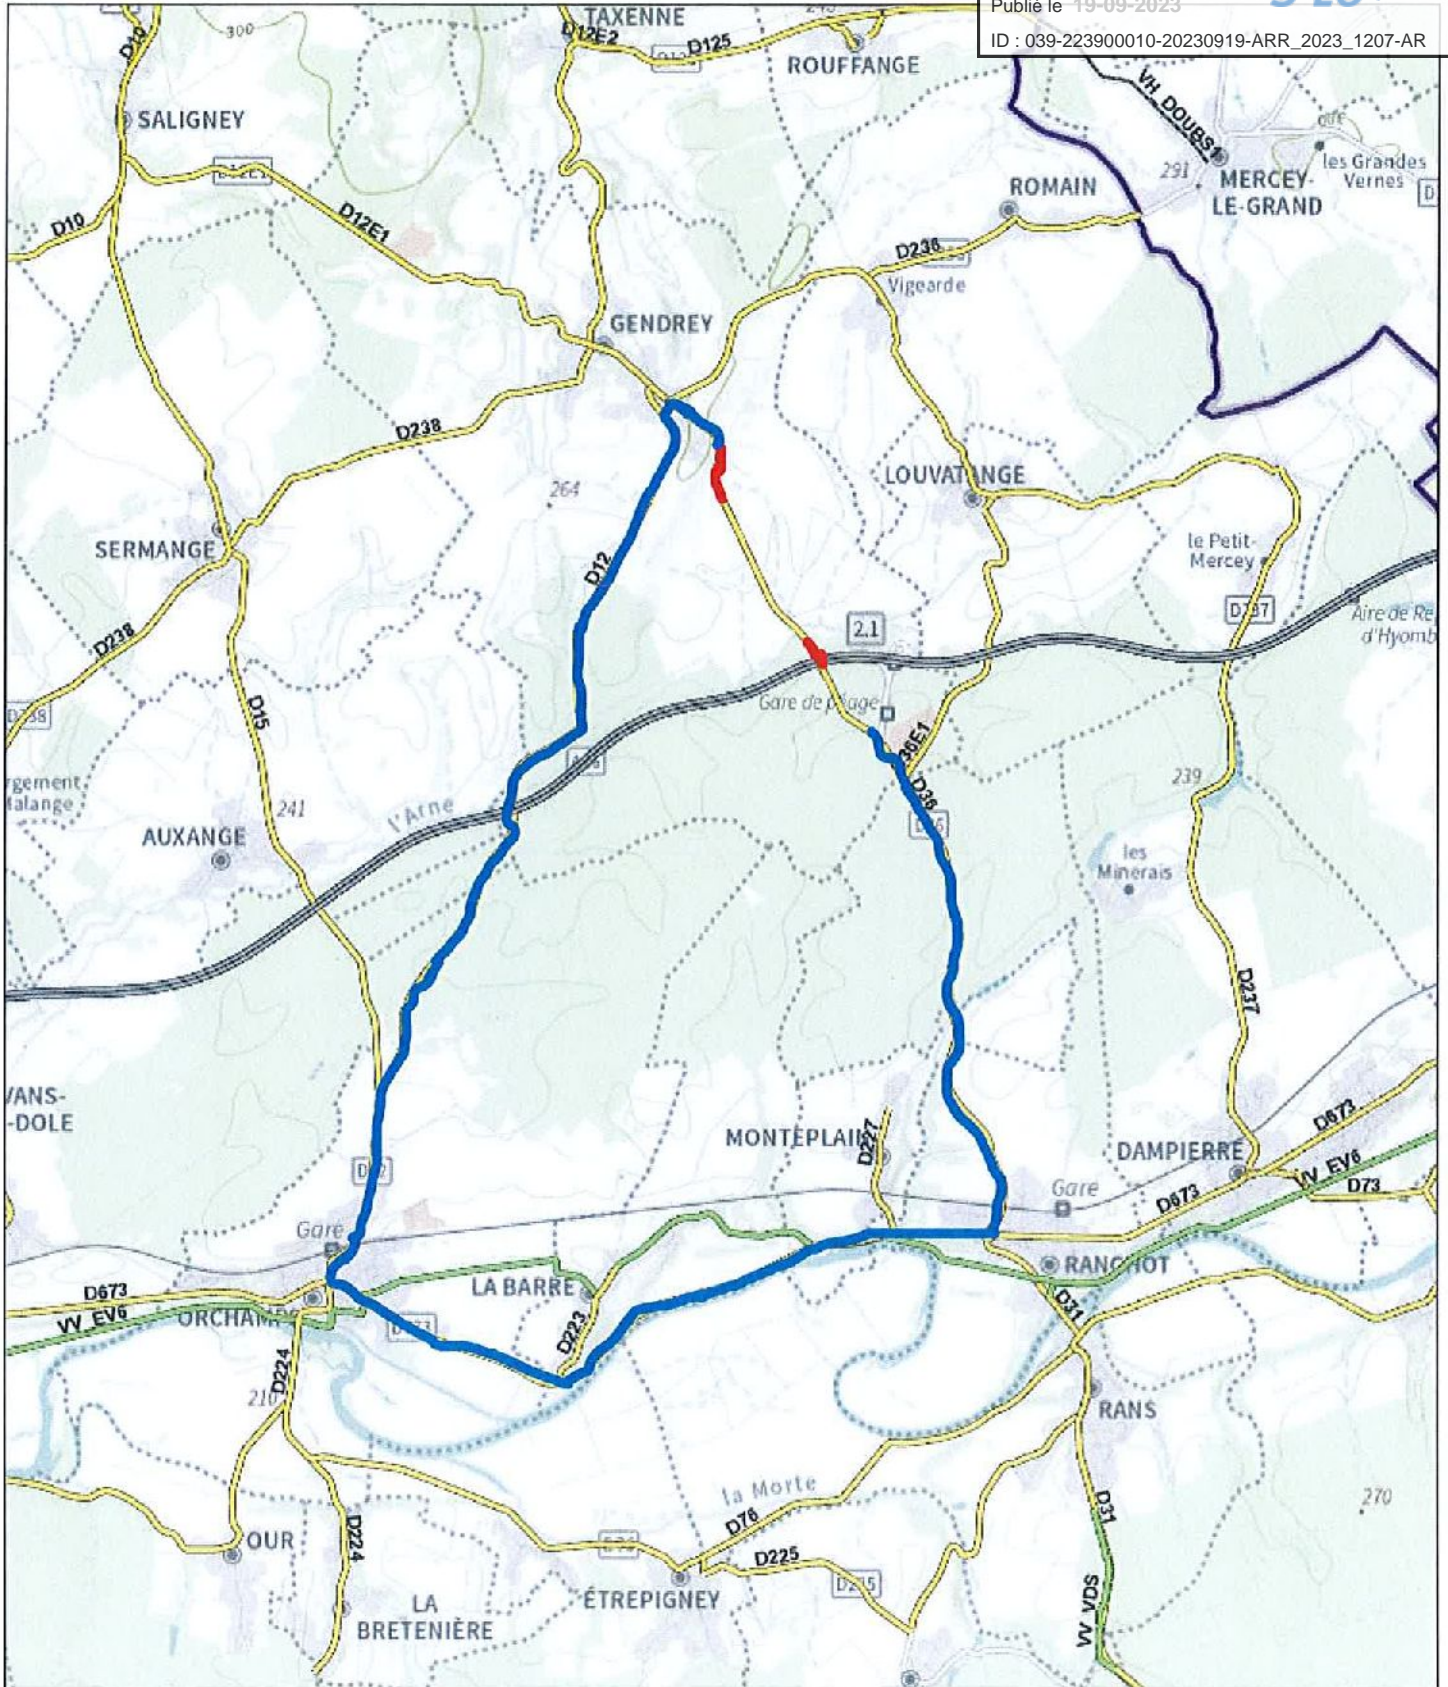 Publié le 19-09-2023
ID : 039-223900010-20230919-ARR_2023_1207-AR
TAXENNE
D12E2
D125
ROUFFANGE
D10
300
SALIGNEY
D12E1
D10
D12E1
VH_DOUBS1
291
MERCEY-
LE-GRAND
les Grandes
Vernes
D
ROMAIN
D236
Vigearde
GENDREY
D238
264
LOUVATANGE
SERMANGE
le Petit-
Mercey
D12
D238
2.1
D237
Aire de Re
d'Hyomb
D15
Gare de péage
36E1
D36
239
241
l'Arne
AUXANGE
les
Minerais
D237
VANS-
-DOLE
MONTEPLAIN
D227
DAMPIERRE
D673
VV_EV6
D73
D673
Gare
Gare
RANCHOT
D673
VV_EV6
ORCHAMPS
LA BARRE
D223
D31
D224
210
RANS
la Morte
D76
D31
270
OUR
D224
D225
ÉTREPIGNEY
LA
BRETENIÈRE
VV_VDS